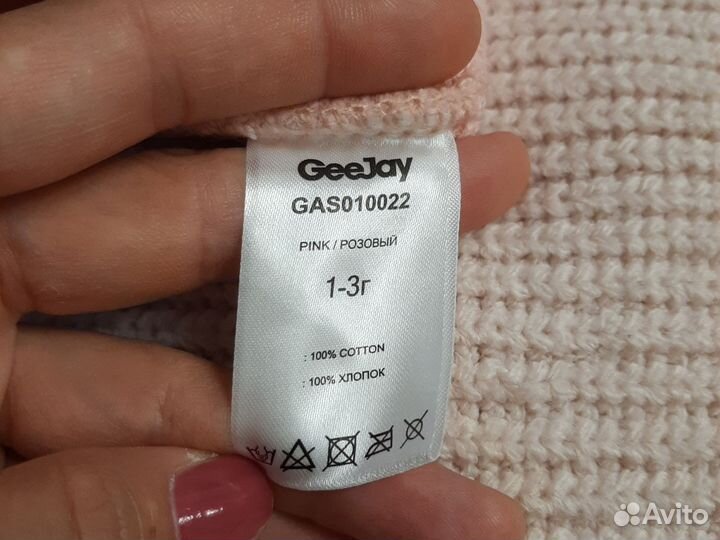 GeeJay
GAS010022
PINK / РОЗОВЫЙ
1-3г
: 100% COTTON
: 100% ХЛОПОК
Avito